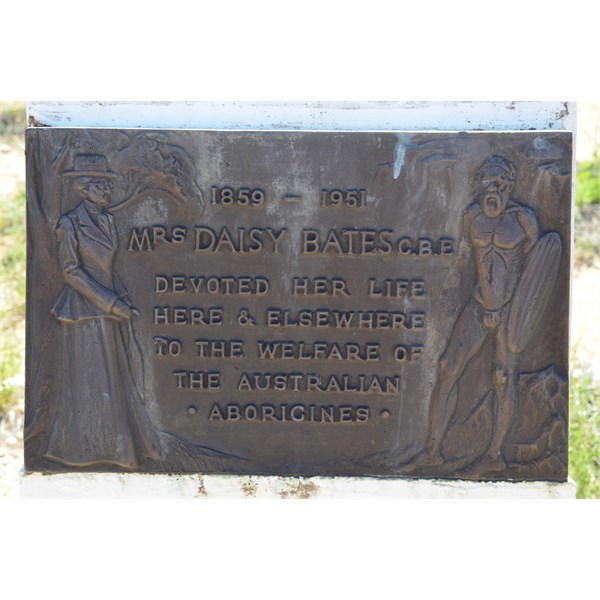 1859 – 1951
MRS DAISY BATES C.B.E
DEVOTED HER LIFE
HERE & ELSEWHERE
TO THE WELFARE OF
THE AUSTRALIAN
· ABORIGINES ·